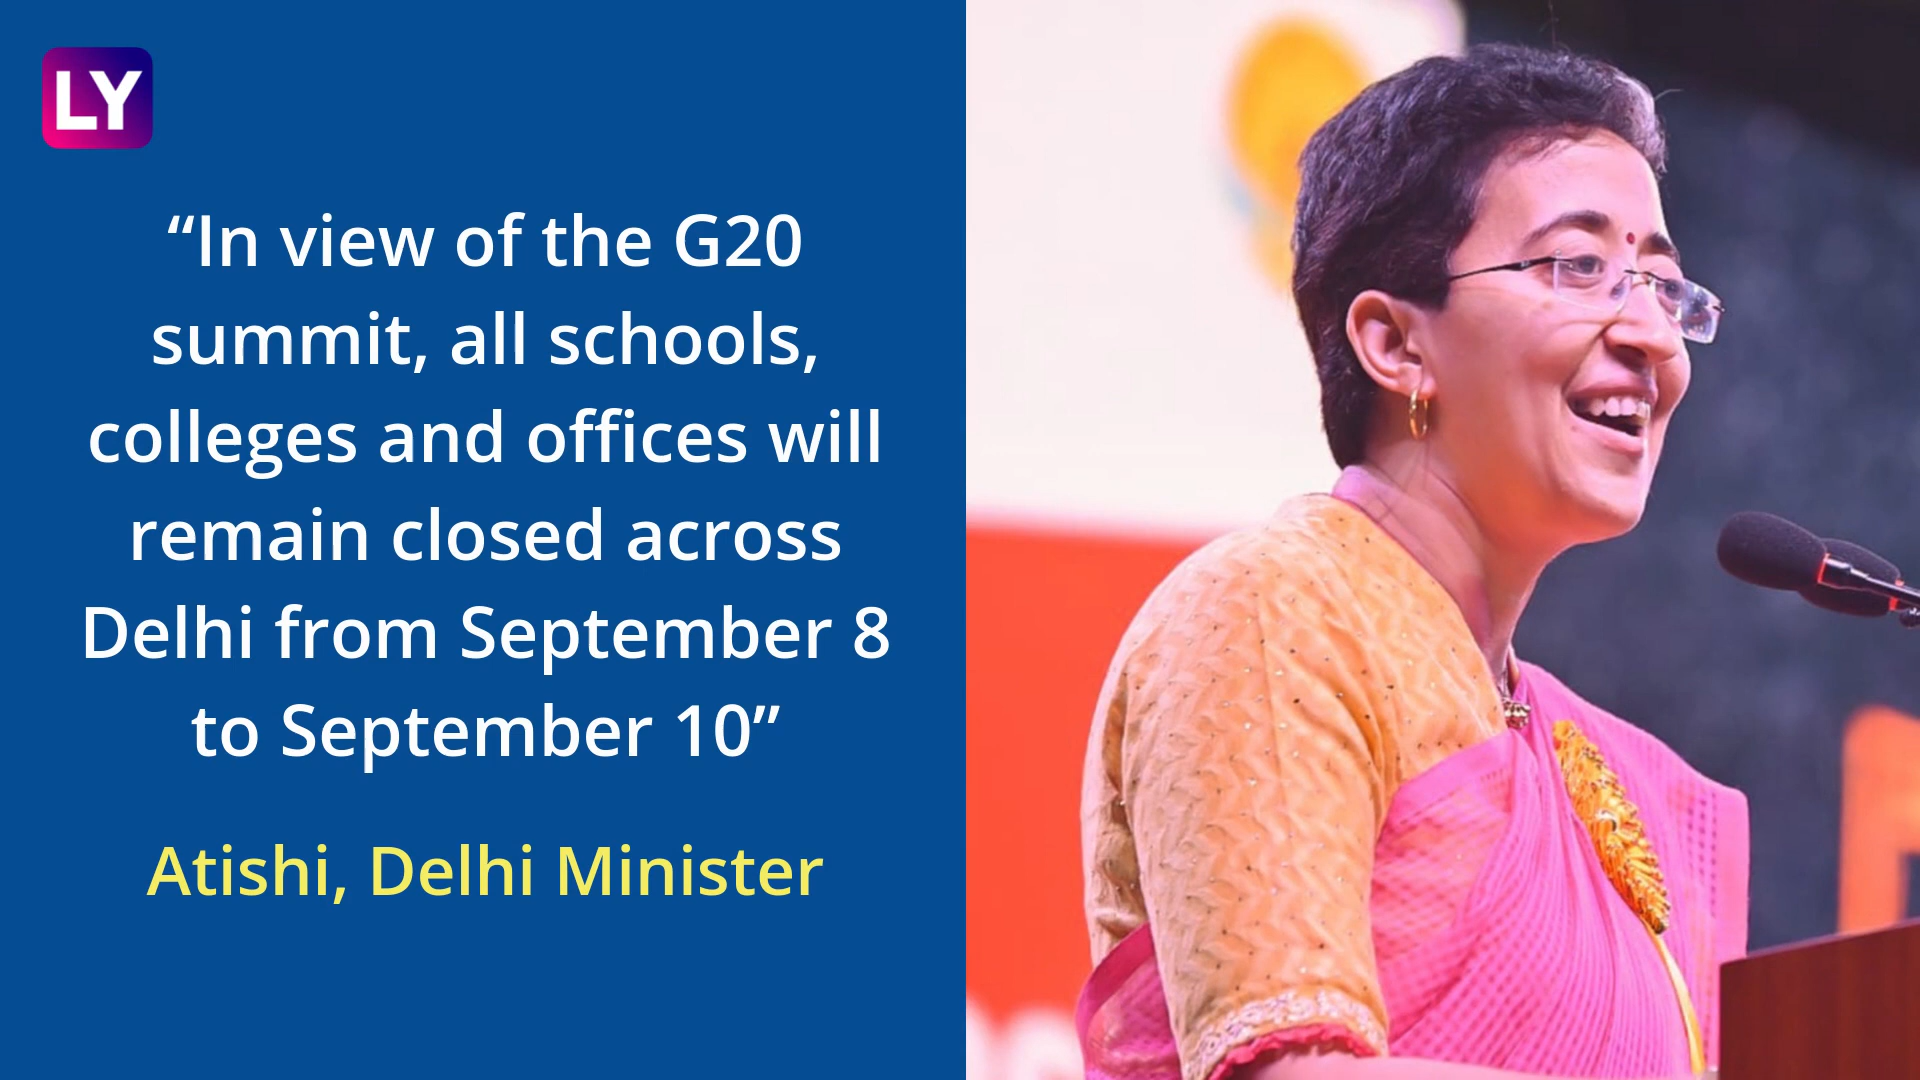 LY
“In view of the G20
summit, all schools,
colleges and offices will
remain closed across
Delhi from September 8
to September 10”
Atishi, Delhi Minister